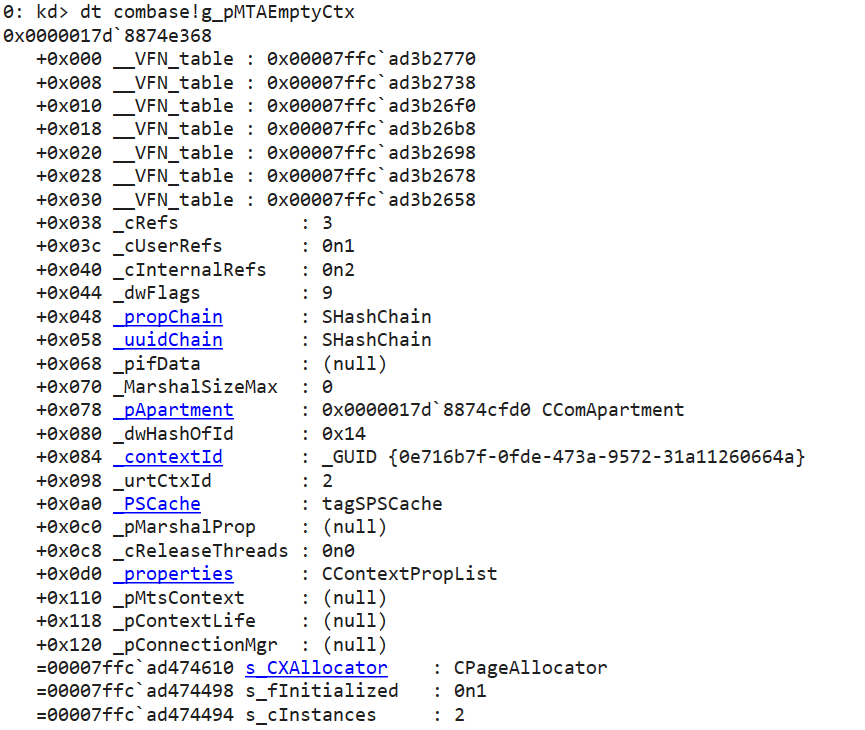 0: kd> dt combase!g_pMTAEmptyCtx
0x0000017d`8874e368
   +0x000 __VFN_table : 0x00007ffc`ad3b2770
   +0x008 __VFN_table : 0x00007ffc`ad3b2738
   +0x010 __VFN_table : 0x00007ffc`ad3b26f0
   +0x018 __VFN_table : 0x00007ffc`ad3b26b8
   +0x020 __VFN_table : 0x00007ffc`ad3b2698
   +0x028 __VFN_table : 0x00007ffc`ad3b2678
   +0x030 __VFN_table : 0x00007ffc`ad3b2658
   +0x038 _cRefs           : 3
   +0x03c _cUserRefs       : 0n1
   +0x040 _cInternalRefs   : 0n2
   +0x044 _dwFlags         : 9
   +0x048 _propChain       : SHashChain
   +0x058 _uuidChain       : SHashChain
   +0x068 _pifData         : (null)
   +0x070 _MarshalSizeMax  : 0
   +0x078 _pApartment      : 0x0000017d`8874cfd0 CComApartment
   +0x080 _dwHashOfId      : 0x14
   +0x084 _contextId       : _GUID {0e716b7f-0fde-473a-9572-31a11260664a}
   +0x098 _urtCtxId        : 2
   +0x0a0 _PSCache         : tagSPSCache
   +0x0c0 _pMarshalProp    : (null)
   +0x0c8 _cReleaseThreads : 0n0
   +0x0d0 _properties      : CContextPropList
   +0x110 _pMtsContext     : (null)
   +0x118 _pContextLife    : (null)
   +0x120 _pConnectionMgr  : (null)
   =00007ffc`ad474610 s_CXAllocator    : CPageAllocator
   =00007ffc`ad474498 s_fInitialized   : 0n1
   =00007ffc`ad474494 s_cInstances     : 2